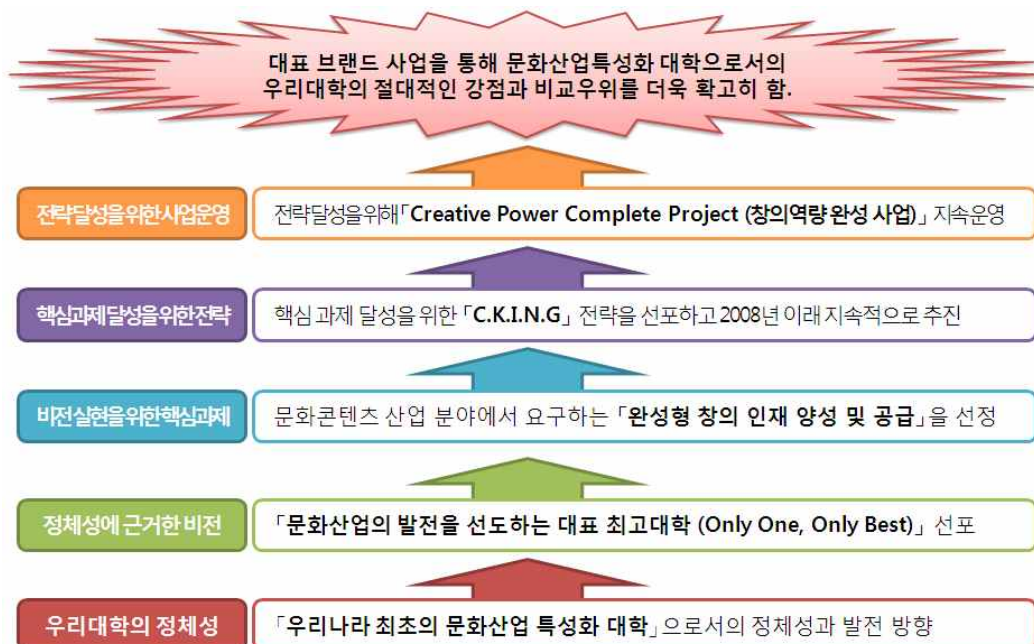 대표 브랜드 사업을 통해 문화산업특성화 대학으로서의
우리대학의 절대적인 강점과 비교우위를 더욱 확고히 함.
전략달성을위한사업운영 전략달성을위해「Creative Power Complete Project (창의역량 완성 사업)」 지속운영
핵심과제달성을위한전략 핵심 과제 달성을 위한 「C.K.I.N.G」 전략을 선포하고 2008년 이래 지속적으로 추진
비전실현을위한핵심과제 문화콘텐츠 산업 분야에서 요구하는 「완성형 창의 인재 양성 및 공급」을 선정
정체성에 근거한 비전 「문화산업의 발전을 선도하는 대표 최고대학 (Only One, Only Best)」 선포
우리대학의 정체성 「우리나라 최초의 문화산업 특성화 대학」으로서의 정체성과 발전 방향